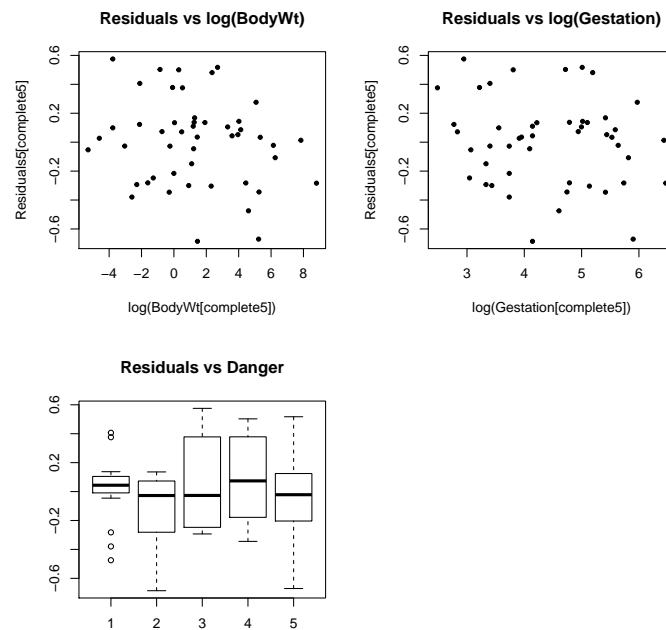 Residuals vs log(BodyWt)
Residuals5[complete5]
0.6
0.2
−0.2
−0.6
−4 −2 0 2 4 6 8
log(BodyWt[complete5])
Residuals vs log(Gestation)
Residuals5[complete5]
0.6
0.2
−0.2
−0.6
3 4 5 6
log(Gestation[complete5])
Residuals vs Danger
0.6
0.2
−0.2
−0.6
1 2 3 4 5